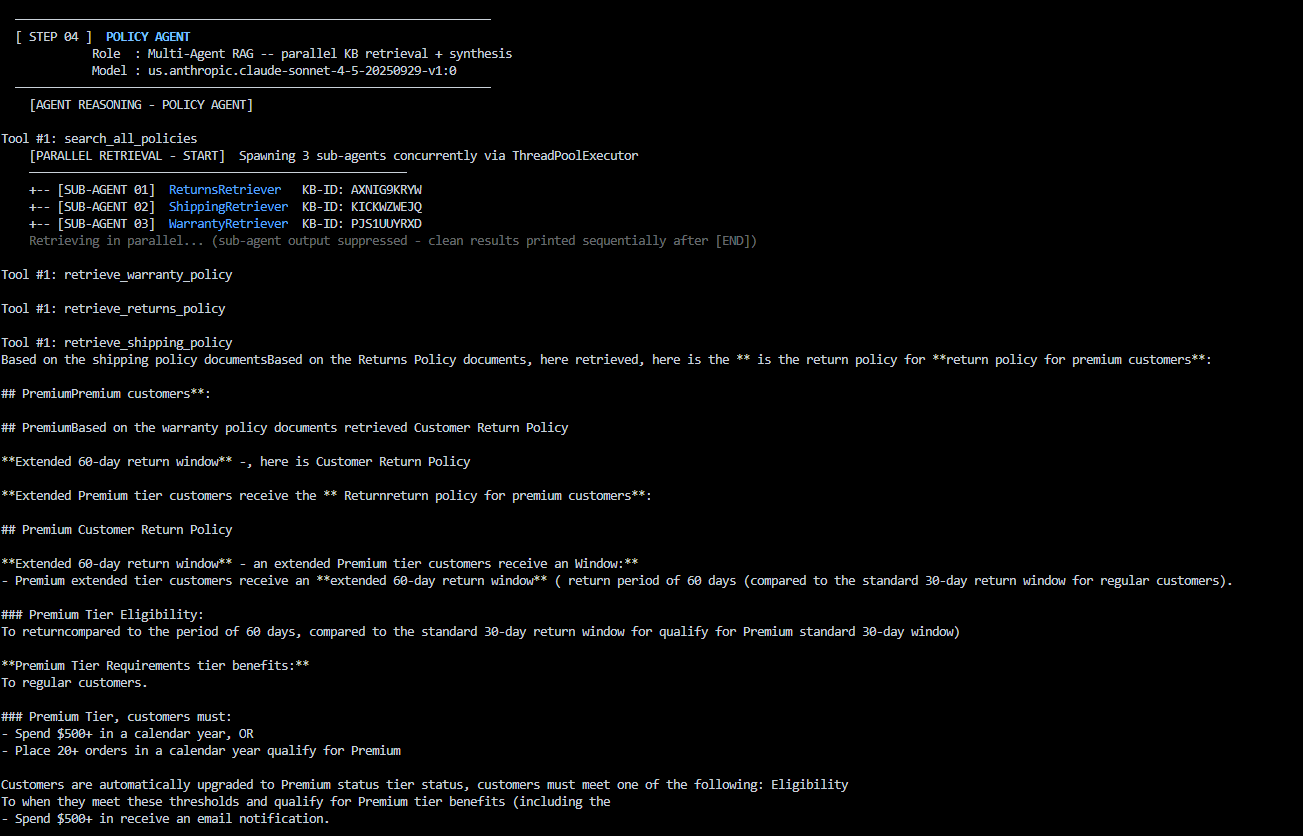 [ STEP 04 ]  POLICY AGENT
Role  : Multi-Agent RAG -- parallel KB retrieval + synthesis
Model : us.anthropic.claude-sonnet-4-5-20250929-v1:0
[AGENT REASONING - POLICY AGENT]
Tool #1: search_all_policies
[PARALLEL RETRIEVAL - START]  Spawning 3 sub-agents concurrently via ThreadPoolExecutor
+-- [SUB-AGENT 01]  ReturnsRetriever   KB-ID: AXNIG9KRYW
+-- [SUB-AGENT 02]  ShippingRetriever  KB-ID: KICKWZWEJQ
+-- [SUB-AGENT 03]  WarrantyRetriever  KB-ID: PJS1UUYRXD
Retrieving in parallel... (sub-agent output suppressed - clean results printed sequentially after [END])
Tool #1: retrieve_warranty_policy
Tool #1: retrieve_returns_policy
Tool #1: retrieve_shipping_policy
Based on the shipping policy documentsBased on the Returns Policy documents, here retrieved, here is the ** is the return policy for **return policy for premium customers**:
## PremiumPremium customers**:
## PremiumBased on the warranty policy documents retrieved Customer Return Policy
**Extended 60-day return window** -, here is Customer Return Policy
**Extended Premium tier customers receive the ** Returnreturn policy for premium customers**:
## Premium Customer Return Policy
**Extended 60-day return window** - an extended Premium tier customers receive an Window:**
- Premium extended tier customers receive an **extended 60-day return window** ( return period of 60 days (compared to the standard 30-day return window for regular customers).
### Premium Tier Eligibility:
To returncompared to the period of 60 days, compared to the standard 30-day return window for qualify for Premium standard 30-day window)
**Premium Tier Requirements tier benefits:**
To regular customers.
### Premium Tier, customers must:
- Spend $500+ in a calendar year, OR
- Place 20+ orders in a calendar year qualify for Premium
Customers are automatically upgraded to Premium status tier status, customers must meet one of the following: Eligibility
To when they meet these thresholds and qualify for Premium tier benefits (including the
- Spend $500+ in receive an email notification.